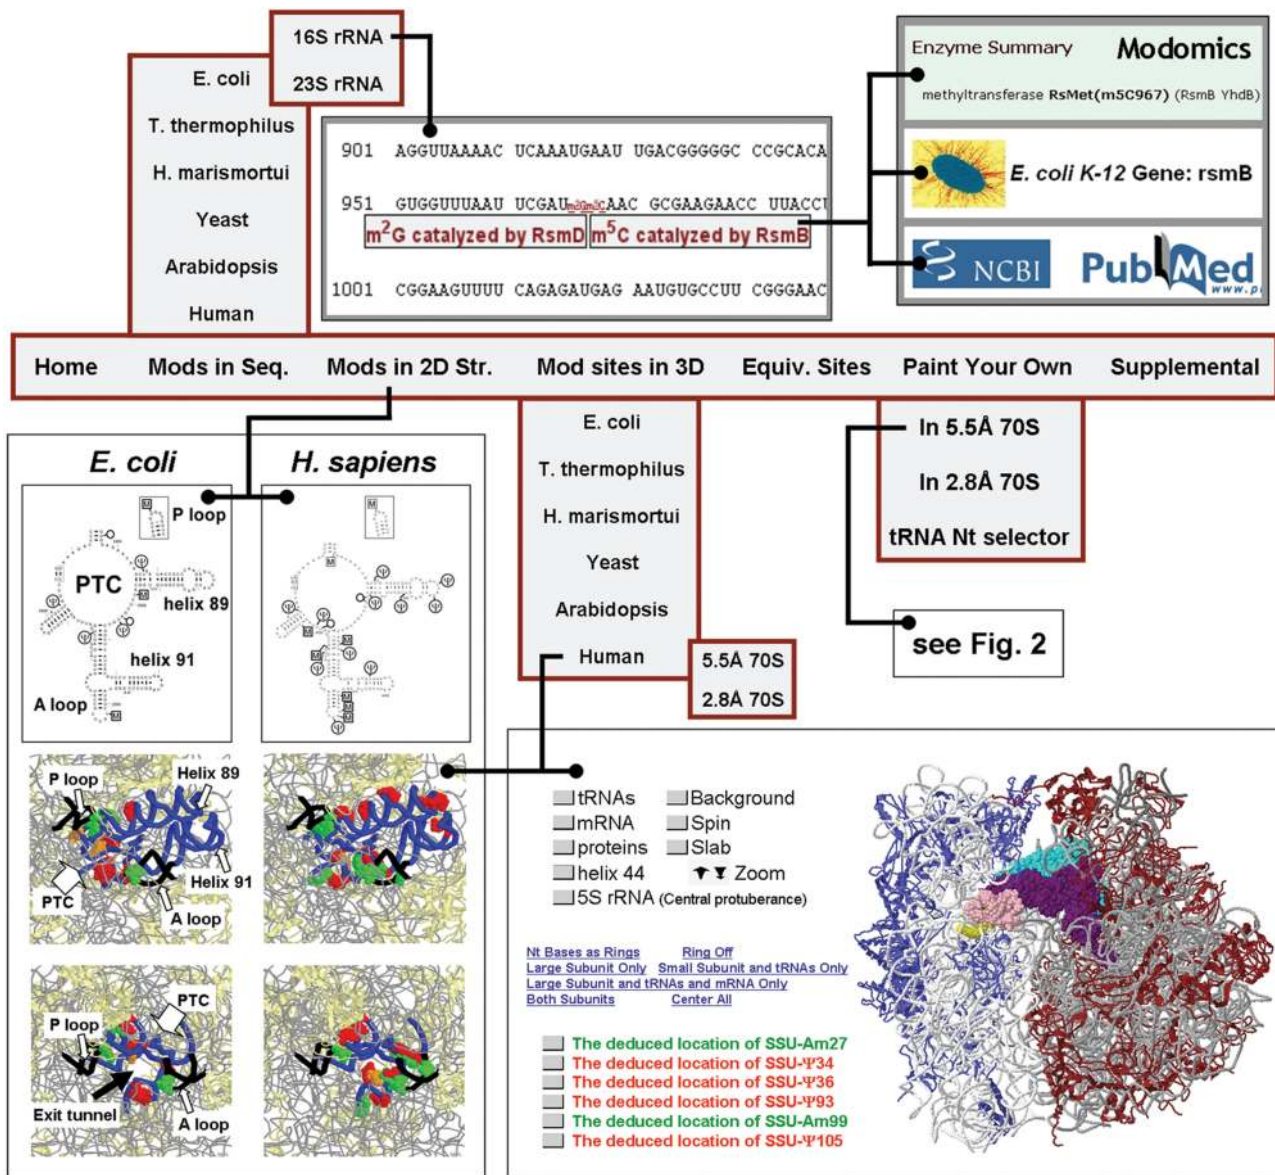 16S rRNA
23S rRNA
E. coli
T. thermophilus
H. marismortui
Yeast
Arabidopsis
Human
901 AGGUUAAAAC UCAAAUGAAU UGACGGGGGC CCGCACA
951 GUGGUUUAAU UCGAUm2Gm5CAAC GCGAAGAACC UUACCU
m²G catalyzed by RsmD m⁵C catalyzed by RsmB
1001 CGGAAGUUUU CAGAGAUGAG AAUGUGCCUU CGGGAAC
Enzyme Summary Modomics
methyltransferase RsMet(m5C967) (RsmB YhdB)
E. coli K-12 Gene: rsmB
NCBI PubMed
www.p
Home Mods in Seq. Mods in 2D Str. Mod sites in 3D Equiv. Sites Paint Your Own Supplemental
E. coli
T. thermophilus
H. marismortui
Yeast
Arabidopsis
Human
5.5Å 70S
2.8Å 70S
In 5.5Å 70S
In 2.8Å 70S
tRNA Nt selector
see Fig. 2
E. coli H. sapiens
M M
P loop
M
Ψ Ψ
PTC
Ψ M Ψ Ψ Ψ
helix 89
Ψ Ψ Ψ
M Ψ
helix 91 M Ψ
A loop
M
M
M
M Ψ
P loop Helix 89
PTC Helix 91
A loop
PTC
P loop
Exit tunnel A loop
tRNAs Background
mRNA Spin
proteins Slab
helix 44 Zoom
5S rRNA (Central protuberance)
Nt Bases as Rings Ring Off
Large Subunit Only Small Subunit and tRNAs Only
Large Subunit and tRNAs and mRNA Only
Both Subunits Center All
The deduced location of SSU-Am27
The deduced location of SSU-Ψ34
The deduced location of SSU-Ψ36
The deduced location of SSU-Ψ93
The deduced location of SSU-Am99
The deduced location of SSU-Ψ105